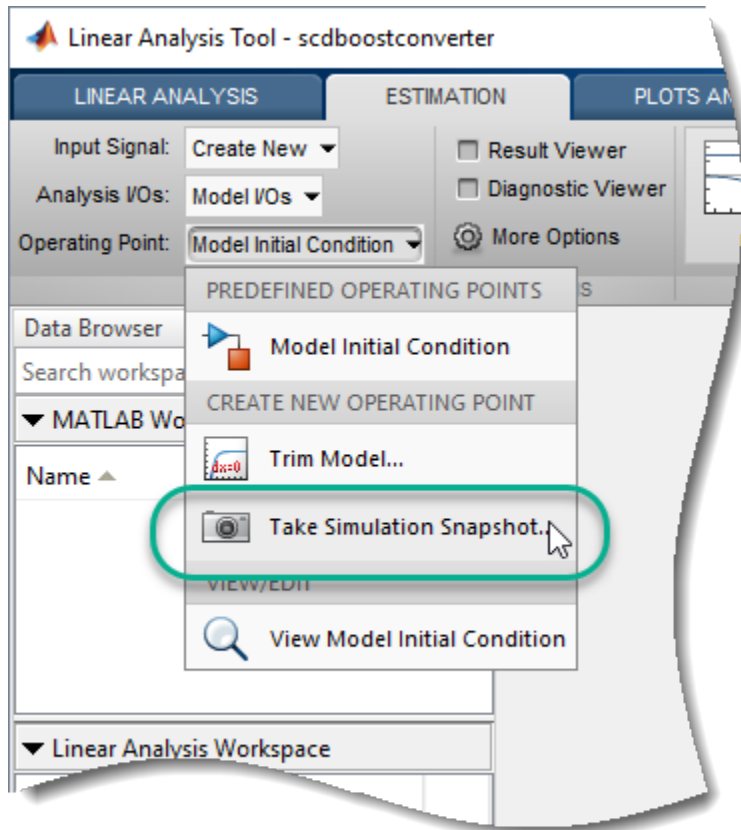 Linear Analysis Tool - scdboostconverter
LINEAR ANALYSIS ESTIMATION PLOTS AN
Input Signal: Create New Result Viewer
Analysis I/Os: Model I/Os Diagnostic Viewer
Operating Point: Model Initial Condition More Options
PREDEFINED OPERATING POINTS S
Data Browser
Model Initial Condition
Search workspa
CREATE NEW OPERATING POINT
MATLAB Wo
dx=0 Trim Model...
Name
Take Simulation Snapshot..
VIEW/EDIT
View Model Initial Condition
Linear Analysis Workspace